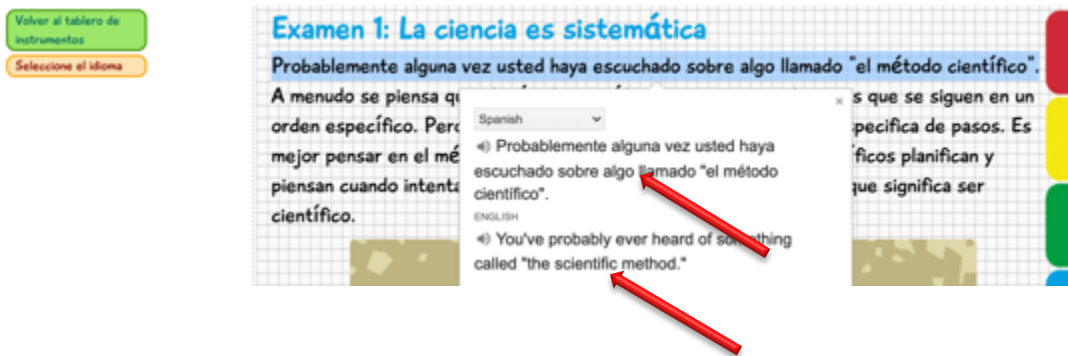 Volver al tablero de
instrumentos
Seleccione el idioma
Examen 1: La ciencia es sistemática
Probablemente alguna vez usted haya escuchado sobre algo llamado "el método científico".
A menudo se piensa qu
s que se siguen en un
orden específico. Perc
pecifica de pasos. Es
mejor pensar en el mé
ficos planifican y
piensan cuando intenta
que significa ser
científico.
×
Spanish
Probablemente alguna vez usted haya
escuchado sobre algo llamado "el método
científico".
ENGLISH
You've probably ever heard of something
called "the scientific method."